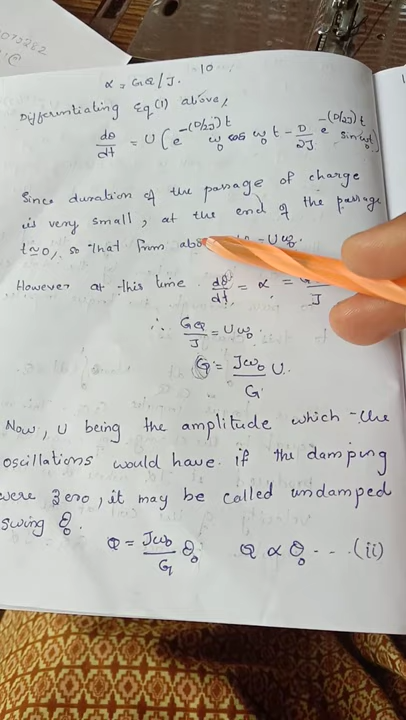 10
α = GQ/J.
Differentiating Eq(1) above,
dθ/dt = U ( e^-(D/2J)t ω₀ cos ω₀t - D/2J e^-(D/2J)t sin ω₀t
Since duration of the passage of charge
is very small, at the end of the passage
t≃0, so that from abo = Uω₀.
However at this time dθ/dt = α = J
∴ GQ/J = Uω₀.
Q = Jω₀/G U.
Now, U being the amplitude which the
oscillations would have if the damping
were zero, it may be called undamped
swing θ₀.
Q = Jω₀/G θ₀ Q α θ₀ --- (ii)